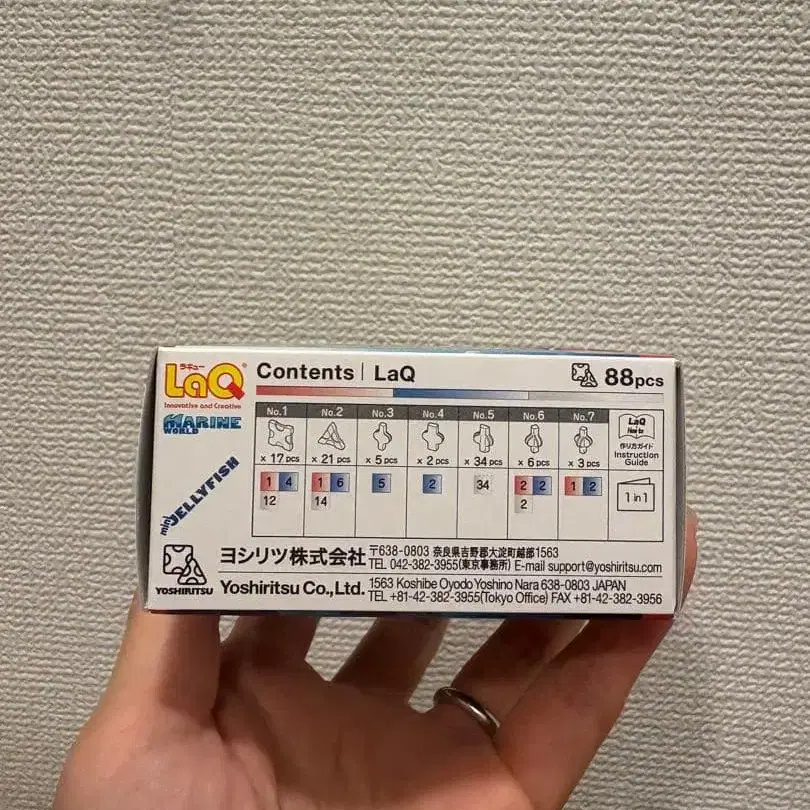 ラキュー
LaQ®
Innovative and Creative
MARINE
WORLD
mini JELLYFISH
Contents | LaQ
88pcs
No.1 No.2 No.3 No.4 No.5 No.6 No.7
LaQ
How to
作り方ガイド
Instruction
Guide
x 17 pcs x 21 pcs x 5 pcs x 2 pcs x 34 pcs x 6 pcs x 3 pcs
1 4 1 6 5 2 34 2 2 1 2 1 in 1
12 14 2
YOSHIRITSU
ヨシリツ株式会社
〒638-0803 奈良県吉野郡大淀町越部1563
TEL 042-382-3955(東京事務所) E-mail support@yoshiritsu.com
Yoshiritsu Co.,Ltd.
1563 Koshibe Oyodo Yoshino Nara 638-0803 JAPAN
TEL +81-42-382-3955(Tokyo Office) FAX +81-42-382-3956